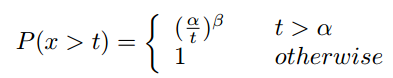 P(x > t) = { (α/t)^β t > α
1 otherwise